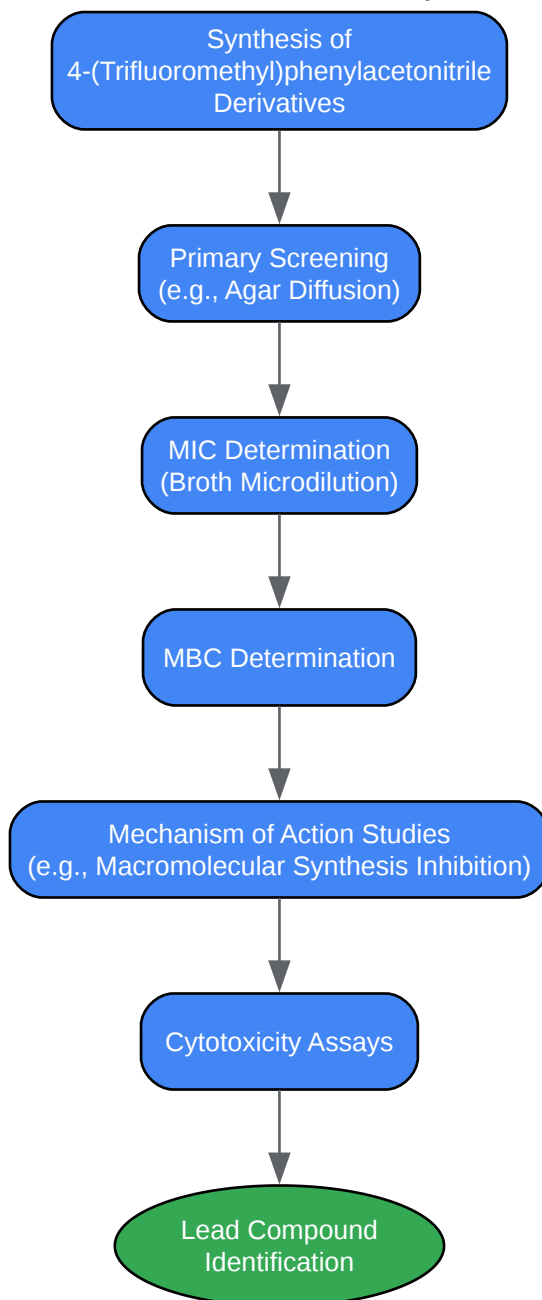 Synthesis of
4-(Trifluoromethyl)phenylacetonitrile
Derivatives
Primary Screening
(e.g., Agar Diffusion)
MIC Determination
(Broth Microdilution)
MBC Determination
Mechanism of Action Studies
(e.g., Macromolecular Synthesis Inhibition)
Cytotoxicity Assays
Lead Compound
Identification